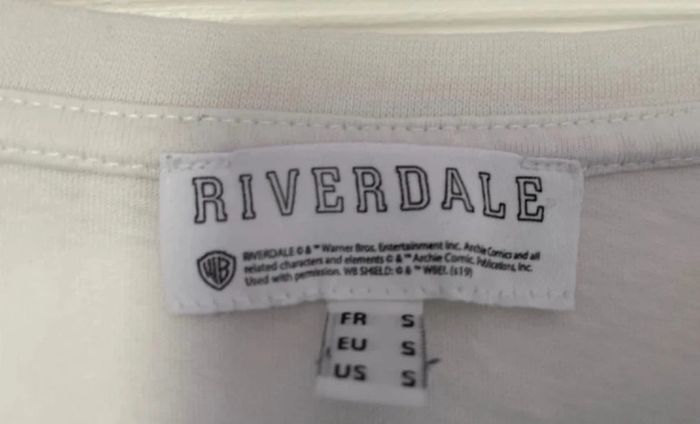 RIVERDALE
RIVERDALE © & ™ Warner Bros. Entertainment Inc. Archie Comics and all
related characters and elements © & ™ Archie Comic Publications, Inc.
Used with permission. WB SHIELD: © & ™ WBEI. (s19)
WB
FR S
EU S
US S